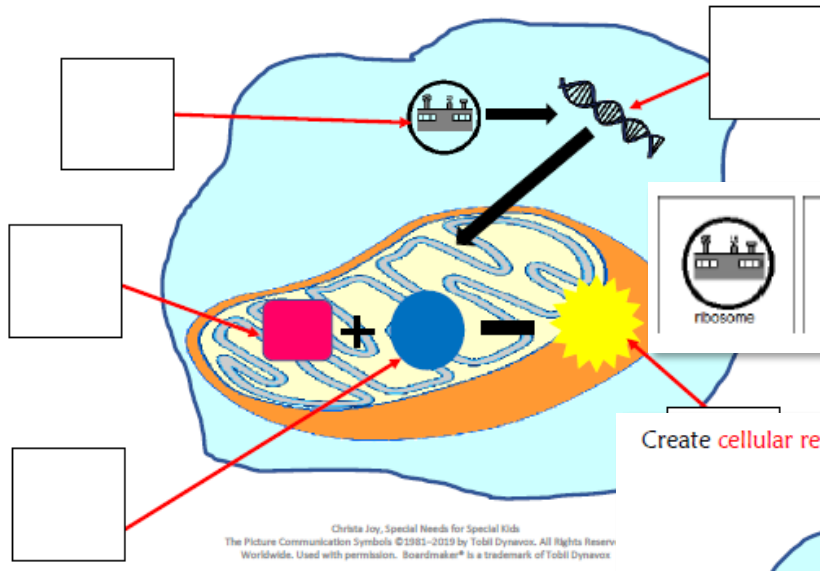 ribosome
Create cellular re
Christa Joy, Special Needs for Special Kids
The Picture Communication Symbols ©1981–2019 by Tobii Dynavox. All Rights Reserve
Worldwide. Used with permission. Boardmaker® is a trademark of Tobii Dynavox